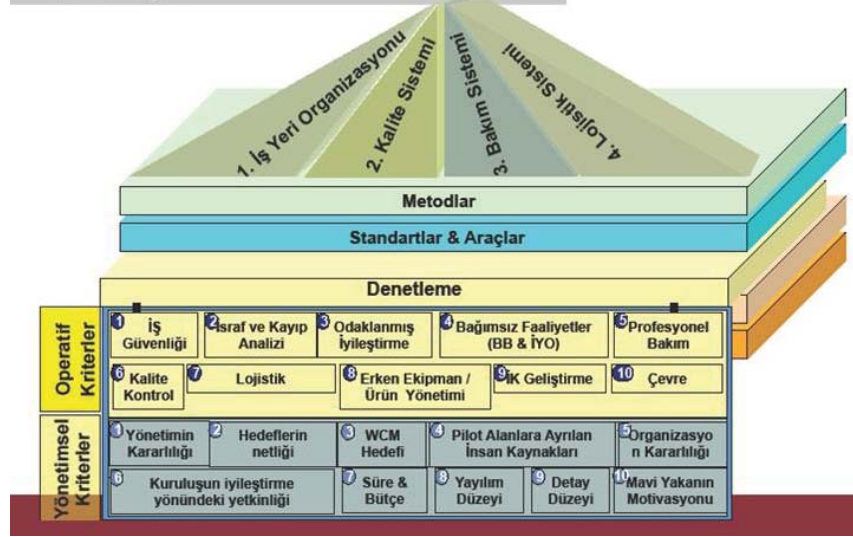 1. İş Yeri Organizasyonu
2. Kalite Sistemi
3. Bakım Sistemi
4. Lojistik Sistemi
Metodlar
Standartlar & Araçlar
Denetleme
Operatif
Kriterler
1 İş
Güvenliği
2 İsraf ve Kayıp
Analizi
3 Odaklanmış
İyileştirme
4 Bağımsız Faaliyetler
(BB & İYO)
5 Profesyonel
Bakım
6 Kalite
Kontrol
7 Lojistik
8 Erken Ekipman /
Ürün Yönetimi
9 İK Geliştirme
10 Çevre
Yönetimsel
Kriterler
1 Yönetimin
Kararlılığı
2 Hedeflerin
netliği
3 WCM
Hedefi
4 Pilot Alanlara Ayrılan
İnsan Kaynakları
5 Organizasyo
n Kararlılığı
6 Kuruluşun iyileştirme
yönündeki yetkinliği
7 Süre &
Bütçe
8 Yayılım
Düzeyi
9 Detay
Düzeyi
10 Mavi Yakanın
Motivasyonu